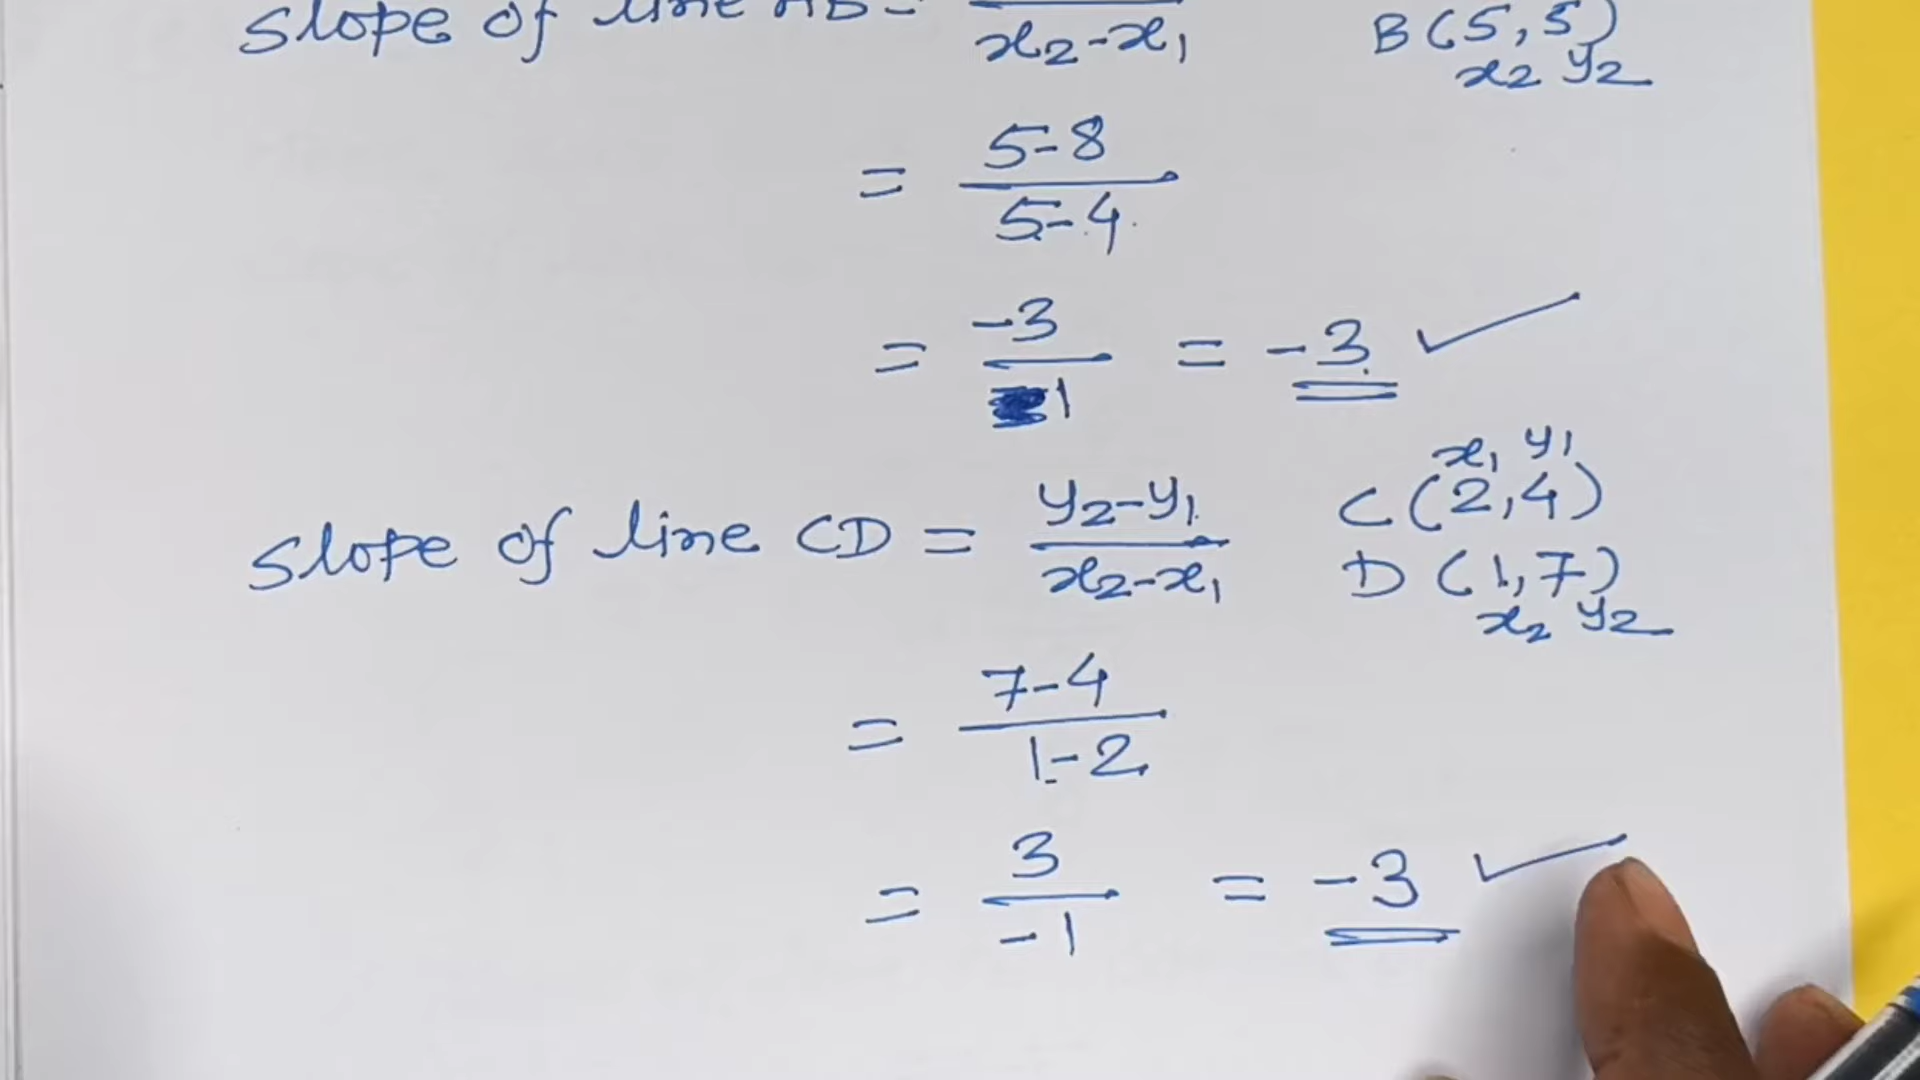 Slope of line AB = x2-x1
B(5,5)
x2 y2
= 5-8
5-4
= -3/1 = -3 ✓
x1 y1
C(2,4)
Slope of line CD = y2-y1/x2-x1
D(1,7)
x2 y2
= 7-4
1-2
= 3/-1 = -3 ✓